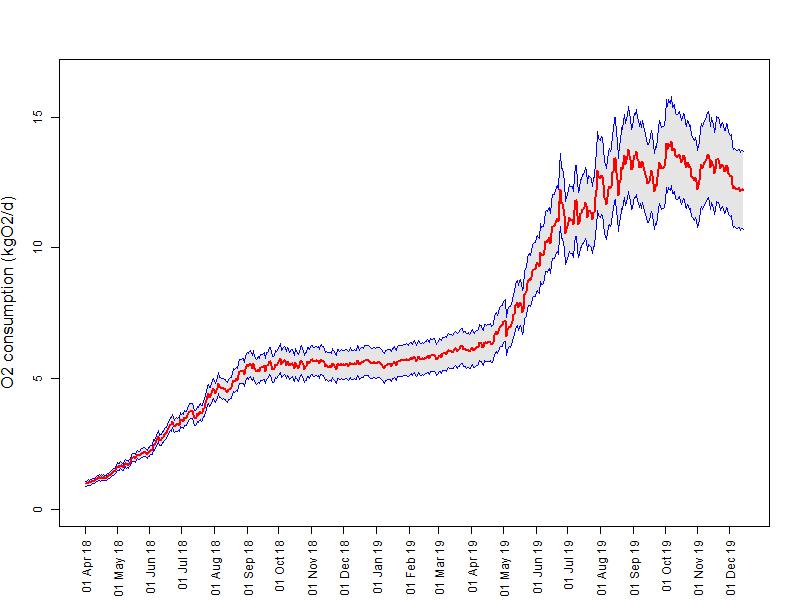 O2 consumption (kgO2/d)
15
10
5
0
01 Apr 18
01 May 18
01 Jun 18
01 Jul 18
01 Aug 18
01 Sep 18
01 Oct 18
01 Nov 18
01 Dec 18
01 Jan 19
01 Feb 19
01 Mar 19
01 Apr 19
01 May 19
01 Jun 19
01 Jul 19
01 Aug 19
01 Sep 19
01 Oct 19
01 Nov 19
01 Dec 19